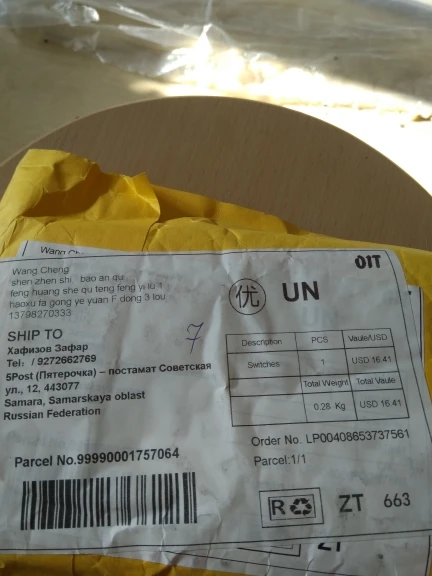 Wang Ch
OIT
Wang Cheng
shen zhen shi, bao an qu
feng huang she qu teng feng yi lu 1
haoxu fa gong ye yuan F dong 3 lou
13798270333
优 UN
SHIP TO
Хафизов Зафар
Tel: / 9272662769
5Post (Пятерочка) – постамат Советская
ул., 12, 443077
Samara, Samarskaya oblast
Russian Federation
7
Description PCS Vaule/USD
Switches 1 USD 16.41
Total Weight Total Vaule
0.28 Kg USD 16.41
Order No. LP00408653737561
Parcel:1/1
Parcel No.99990001757064
R ZT 663